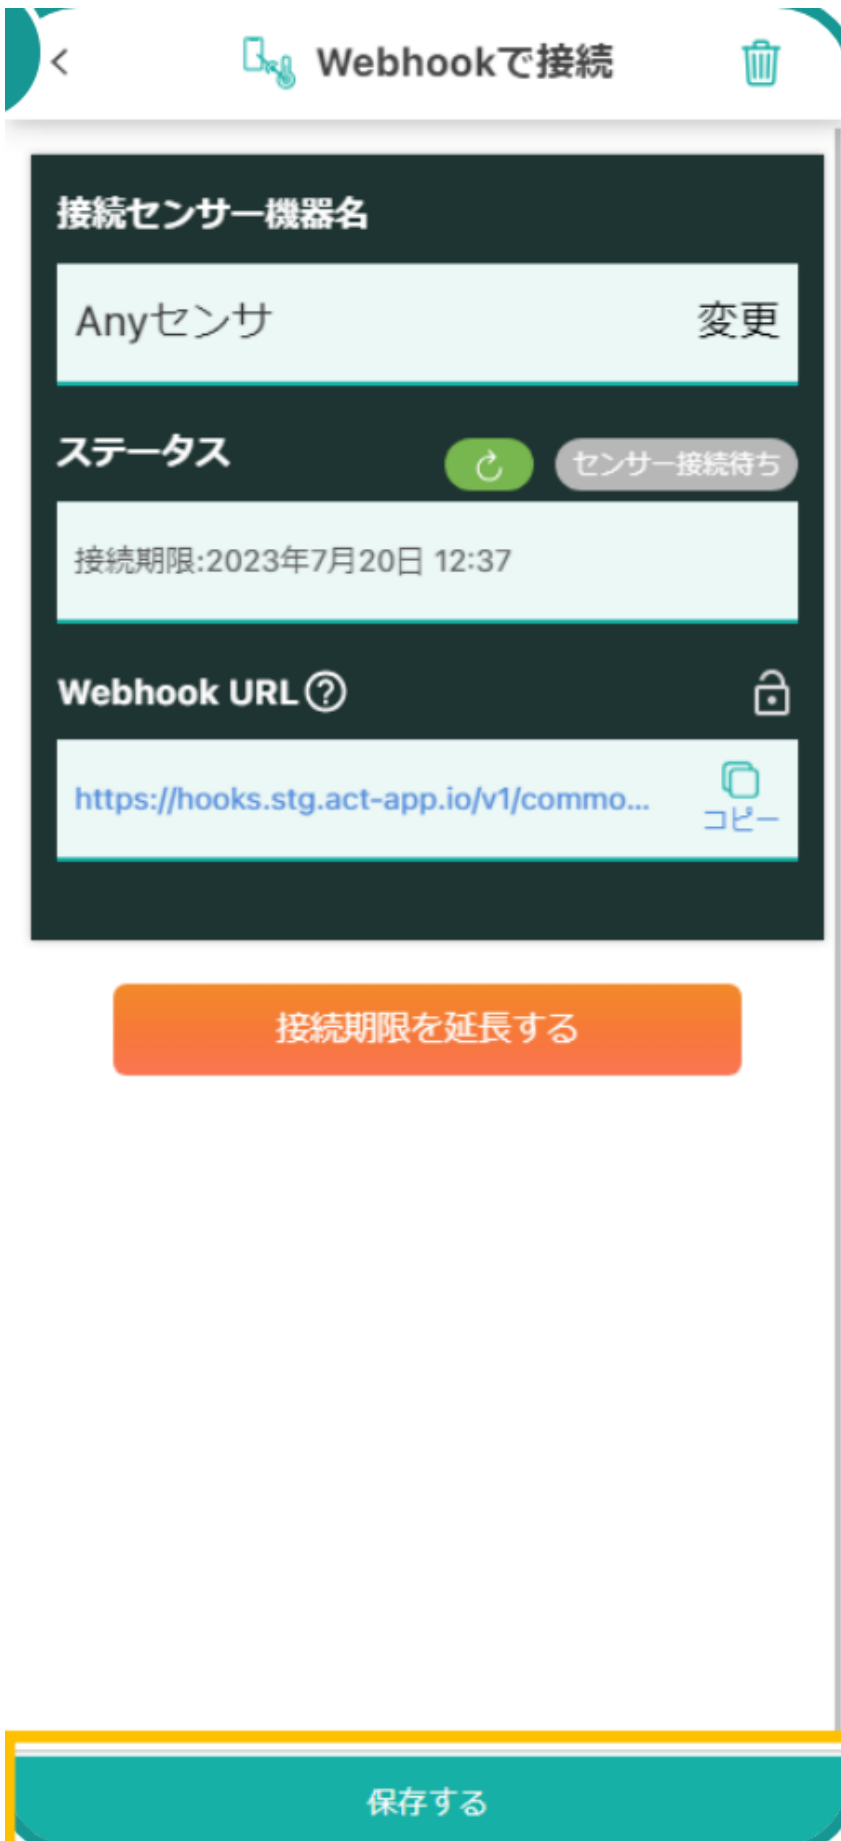 Webhookで接続
接続センサー機器名
Anyセンサ 変更
ステータス センサー接続待ち
接続期限:2023年7月20日 12:37
Webhook URL
https://hooks.stg.act-app.io/v1/commo...
コピー
接続期限を延長する
保存する